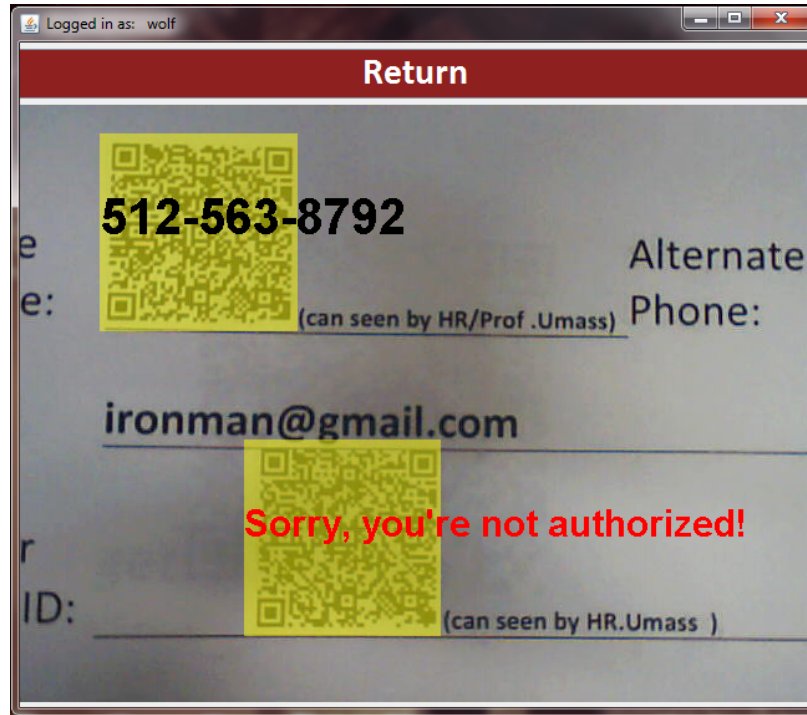 Logged in as: wolf
Return
512-563-8792
e
Alternate
e:
(can seen by HR/Prof .Umass)
Phone:
ironman@gmail.com
Sorry, you're not authorized!
r
ID:
(can seen by HR.Umass )